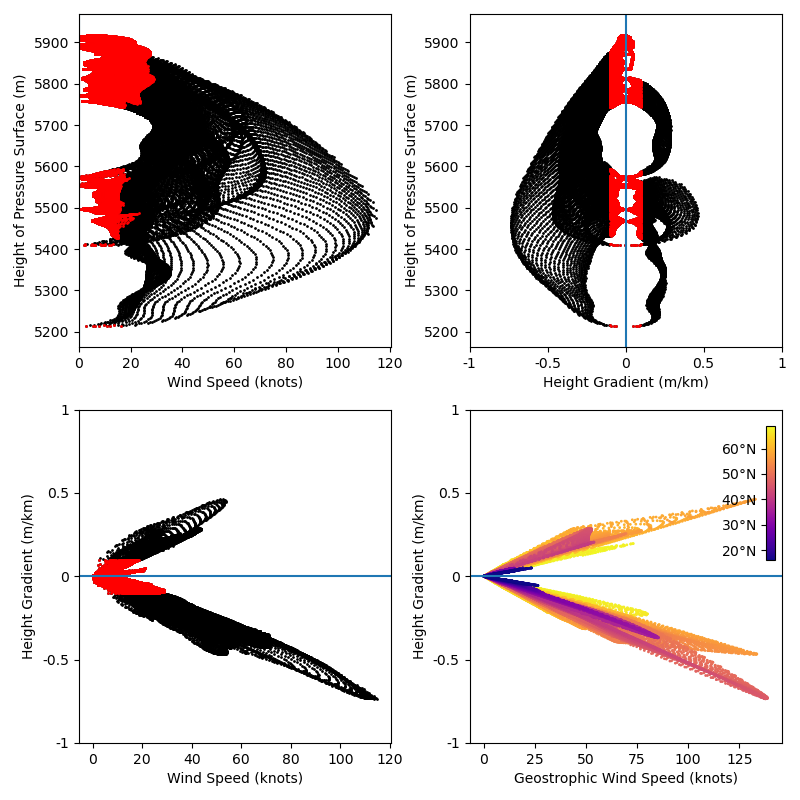 5900
5800
5700
5600
5500
5400
5300
5200
Height of Pressure Surface (m)
0 20 40 60 80 100 120
Wind Speed (knots)
5900
5800
5700
5600
5500
5400
5300
5200
Height of Pressure Surface (m)
-1 -0.5 0 0.5 1
Height Gradient (m/km)
1
0.5
0
-0.5
-1
Height Gradient (m/km)
0 20 40 60 80 100 120
Wind Speed (knots)
1
0.5
0
-0.5
-1
Height Gradient (m/km)
60°N
50°N
40°N
30°N
20°N
0 25 50 75 100 125
Geostrophic Wind Speed (knots)